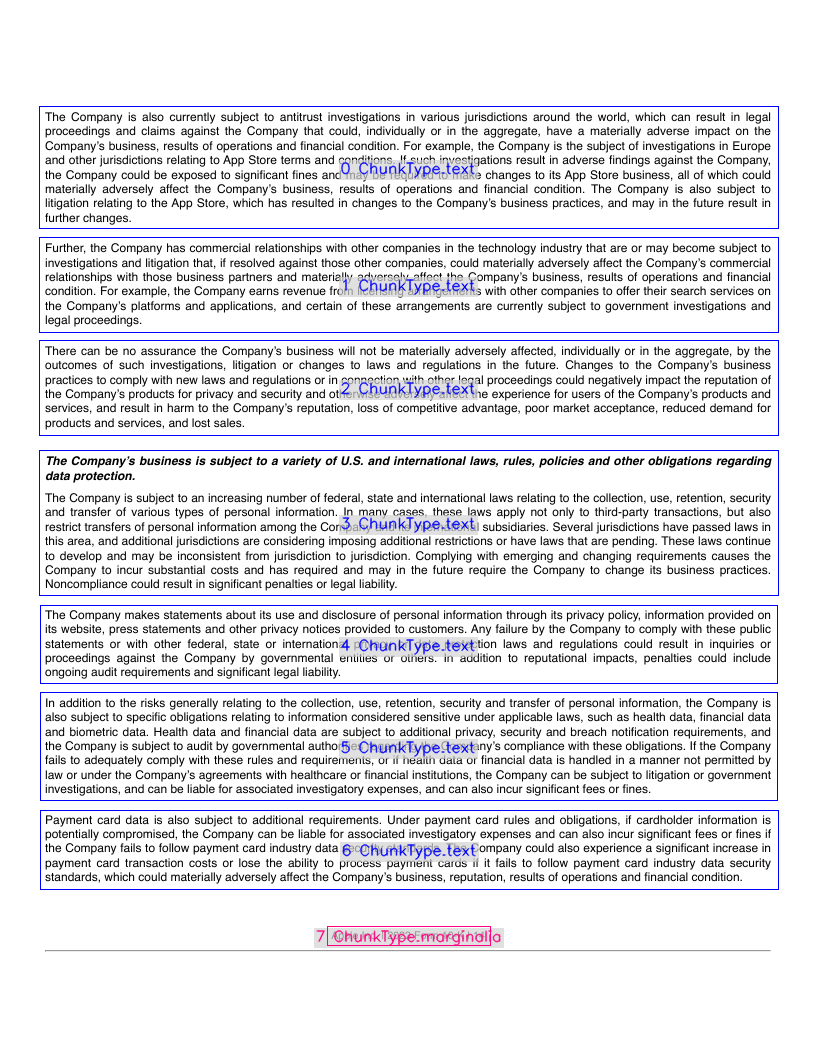 The Company is also currently subject to antitrust investigations in various jurisdictions around the world, which can result in legal
proceedings and claims against the Company that could, individually or in the aggregate, have a materially adverse impact on the
Company's business, results of operations and financial condition. For example, the Company is the subject of investigations in Europe
and other jurisdictions relating to App Store terms and conditions. If such investigations result in adverse findings against the Company,
0 ChunkType.text
the Company could be exposed to significant fines and may be required to make changes to its App Store business, all of which could
materially adversely affect the Company's business, results of operations and financial condition. The Company is also subject to
litigation relating to the App Store, which has resulted in changes to the Company's business practices, and may in the future result in
further changes.
Further, the Company has commercial relationships with other companies in the technology industry that are or may become subject to
investigations and litigation that, if resolved against those other companies, could materially adversely affect the Company's commercial
relationships with those business partners and materially adversely affect the Company's business, results of operations and financial
1 ChunkType.text
condition. For example, the Company earns revenue from licensing arrangements with other companies to offer their search services on
the Company's platforms and applications, and certain of these arrangements are currently subject to government investigations and
legal proceedings.
There can be no assurance the Company's business will not be materially adversely affected, individually or in the aggregate, by the
outcomes of such investigations, litigation or changes to laws and regulations in the future. Changes to the Company's business
practices to comply with new laws and regulations or in connection with other legal proceedings could negatively impact the reputation of
2 ChunkType.text
the Company's products for privacy and security and otherwise adversely affect the experience for users of the Company's products and
services, and result in harm to the Company's reputation, loss of competitive advantage, poor market acceptance, reduced demand for
products and services, and lost sales.
The Company's business is subject to a variety of U.S. and international laws, rules, policies and other obligations regarding
data protection.
The Company is subject to an increasing number of federal, state and international laws relating to the collection, use, retention, security
and transfer of various types of personal information. In many cases, these laws apply not only to third-party transactions, but also
3 ChunkType.text
restrict transfers of personal information among the Company and its international subsidiaries. Several jurisdictions have passed laws in
this area, and additional jurisdictions are considering imposing additional restrictions or have laws that are pending. These laws continue
to develop and may be inconsistent from jurisdiction to jurisdiction. Complying with emerging and changing requirements causes the
Company to incur substantial costs and has required and may in the future require the Company to change its business practices.
Noncompliance could result in significant penalties or legal liability.
The Company makes statements about its use and disclosure of personal information through its privacy policy, information provided on
its website, press statements and other privacy notices provided to customers. Any failure by the Company to comply with these public
statements or with other federal, state or international laws and regulations could result in inquiries or
4 ChunkType.text
proceedings against the Company by governmental entities or others. In addition to reputational impacts, penalties could include
ongoing audit requirements and significant legal liability.
In addition to the risks generally relating to the collection, use, retention, security and transfer of personal information, the Company is
also subject to specific obligations relating to information considered sensitive under applicable laws, such as health data, financial data
and biometric data. Health data and financial data are subject to additional privacy, security and breach notification requirements, and
the Company is subject to audit by governmental Company's compliance with these obligations. If the Company
5 ChunkType.text
fails to adequately comply with these rules and requirements, or if health data or financial data is handled in a manner not permitted by
law or under the Company's agreements with healthcare or financial institutions, the Company can be subject to litigation or government
investigations, and can be liable for associated investigatory expenses, and can also incur significant fees or fines.
Payment card data is also subject to additional requirements. Under payment card rules and obligations, if cardholder information is
potentially compromised, the Company can be liable for associated investigatory expenses and can also incur significant fees or fines if
the Company fails to follow payment card industry data security standards. The Company could also experience a significant increase in
6 ChunkType.text
payment card transaction costs or lose the ability to process payment cards if it fails to follow payment card industry data security
standards, which could materially adversely affect the Company's business, reputation, results of operations and financial condition.
7 ChunkType.marginalia